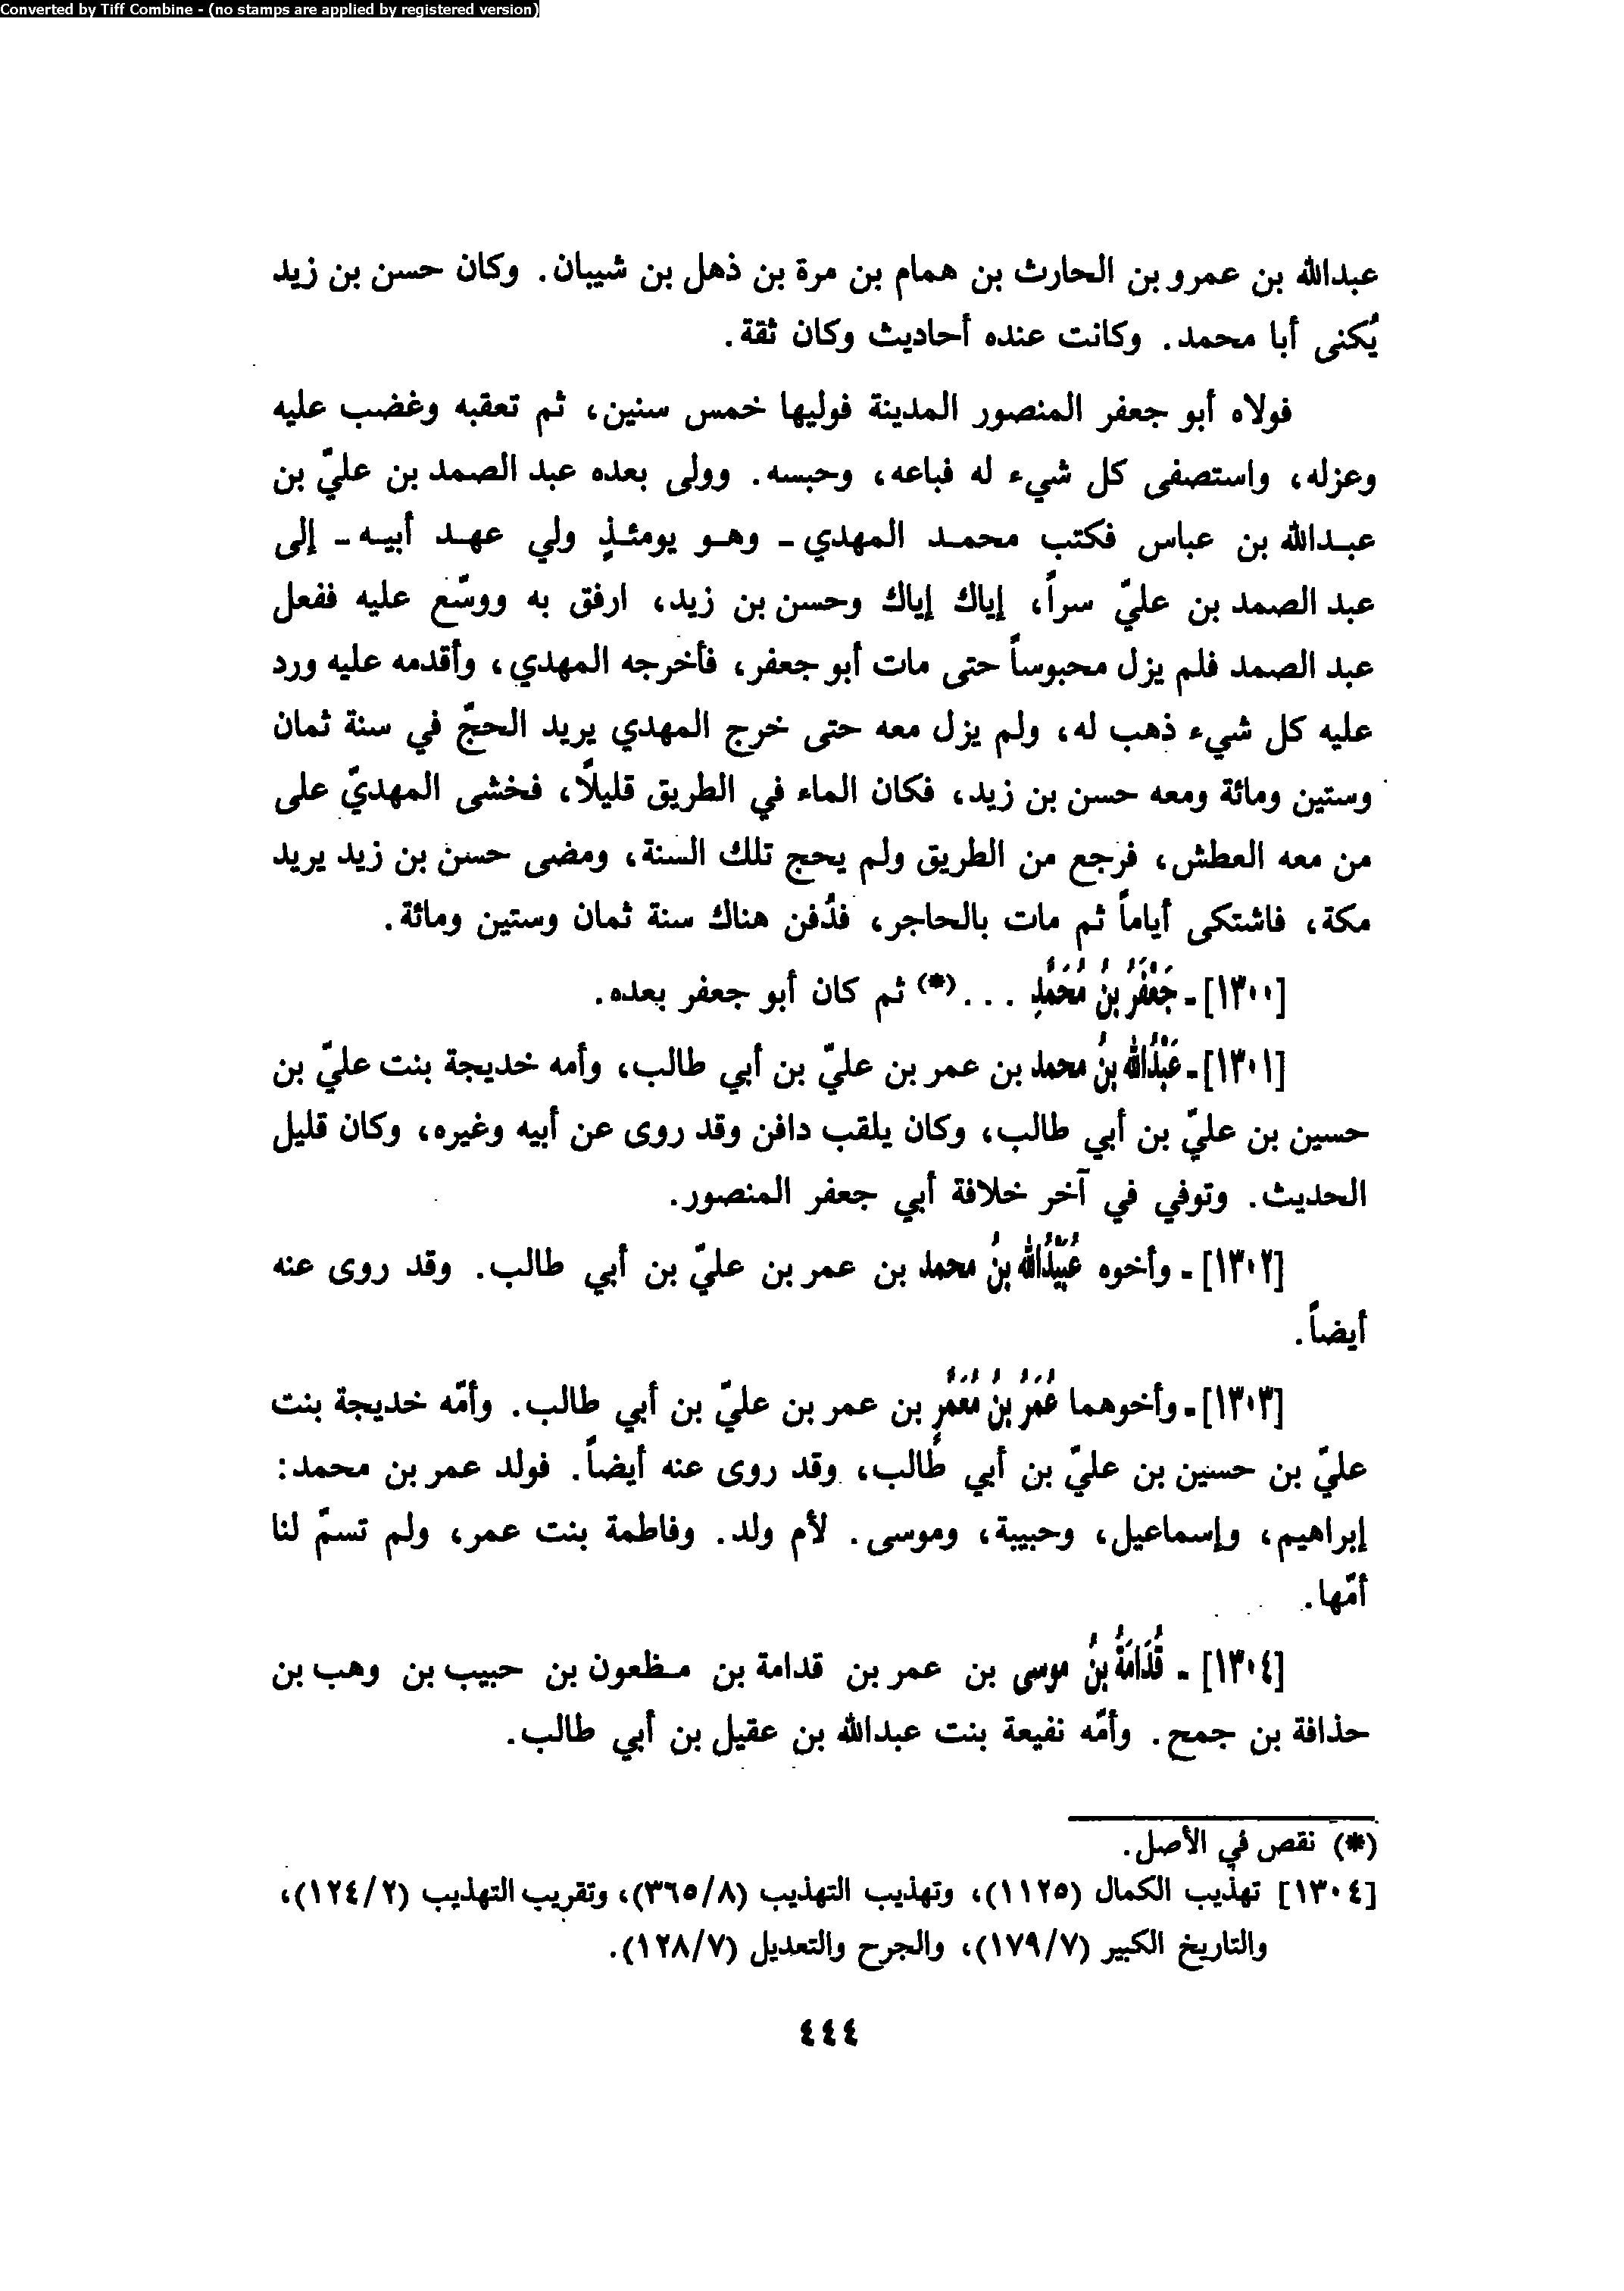 Converted by Tiff Combine - (no stamps are applied by registered version)
عبدالله بن عمرو بن الحارث بن همام بن مرة بن ذهل بن شيبان. وكان حسن بن زيد
يُكنى أبا محمد. وكانت عنده أحاديث وكان ثقة.
فولاه أبو جعفر المنصور المدينة فوليها خمس سنين، ثم تعقبه وغضب عليه
وعزله، واستصفى كل شيء له فباعه، وحبسه. وولى بعده عبد الصمد بن عليّ بن
عبدالله بن عباس فكتب محمد المهدي - وهو يومئذٍ ولي عهد أبيه - إلى
عبد الصمد بن عليّ سراً، إياك إياك وحسن بن زيد، ارفق به ووسّع عليه ففعل
عبد الصمد فلم يزل محبوساً حتى مات أبو جعفر، فأخرجه المهدي، وأقدمه عليه ورد
عليه كل شيء ذهب له، ولم يزل معه حتى خرج المهدي يريد الحجّ في سنة ثمان
وستين ومائة ومعه حسن بن زيد، فكان الماء في الطريق قليلاً، فخشى المهديّ على
من معه العطش، فرجع من الطريق ولم يحج تلك السنة، ومضى حسن بن زيد يريد
مكة، فاشتكى أياماً ثم مات بالحاجر، فدُفن هناك سنة ثمان وستين ومائة.
[١٣٠٠] - جَعْفَرُ بنُ مُحَمَّدٍ ... (*) ثم كان أبو جعفر بعده.
[١٣٠١] - عَبْدُالله بنُ محمد بن عمر بن عليّ بن أبي طالب، وأمه خديجة بنت عليّ بن
حسين بن عليّ بن أبي طالب، وكان يلقب دافن وقد روى عن أبيه وغيره، وكان قليل
الحديث. وتوفي في آخر خلافة أبي جعفر المنصور.
[١٣٠٢] - وأخوه عُبَيْدُالله بنُ محمد بن عمر بن عليّ بن أبي طالب. وقد روى عنه
أيضاً.
[١٣٠٣] - وأخوهما عُمَرُ بنُ مُعَمَّرٍ بن عمر بن عليّ بن أبي طالب. وأمّه خديجة بنت
عليّ بن حسين بن عليّ بن أبي طالب، وقد روى عنه أيضاً. فولد عمر بن محمد:
إبراهيم، وإسماعيل، وحبيبة، وموسى. لأم ولد. وفاطمة بنت عمر، ولم تسمّ لنا
أمّها.
[١٣٠٤] - قُدَامَةُ بنُ موسى بن عمر بن قدامة بن مظعون بن حبيب بن وهب بن
حذافة بن جمح. وأمّه نفيعة بنت عبدالله بن عقيل بن أبي طالب.
(*) نقص في الأصل.
[١٣٠٤] تهذيب الكمال (١١٢٥)، وتهذيب التهذيب (٣٦٥/٨)، وتقريب التهذيب (١٢٤/٢)،
والتاريخ الكبير (١٧٩/٧)، والجرح والتعديل (١٢٨/٧).
٤٤٤